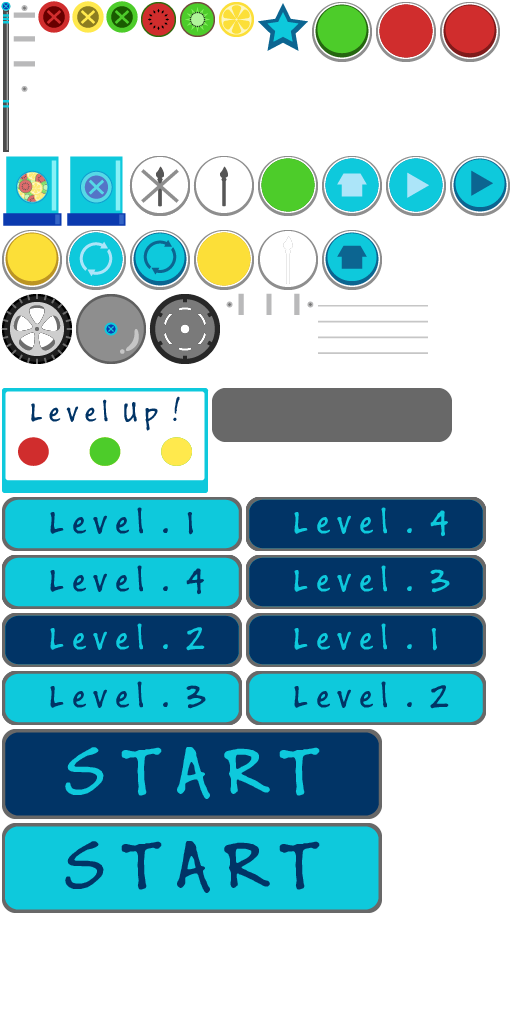 Level Up !
Level . 1
Level . 4
Level . 4
Level . 3
Level . 2
Level . 1
Level . 3
Level . 2
START
START